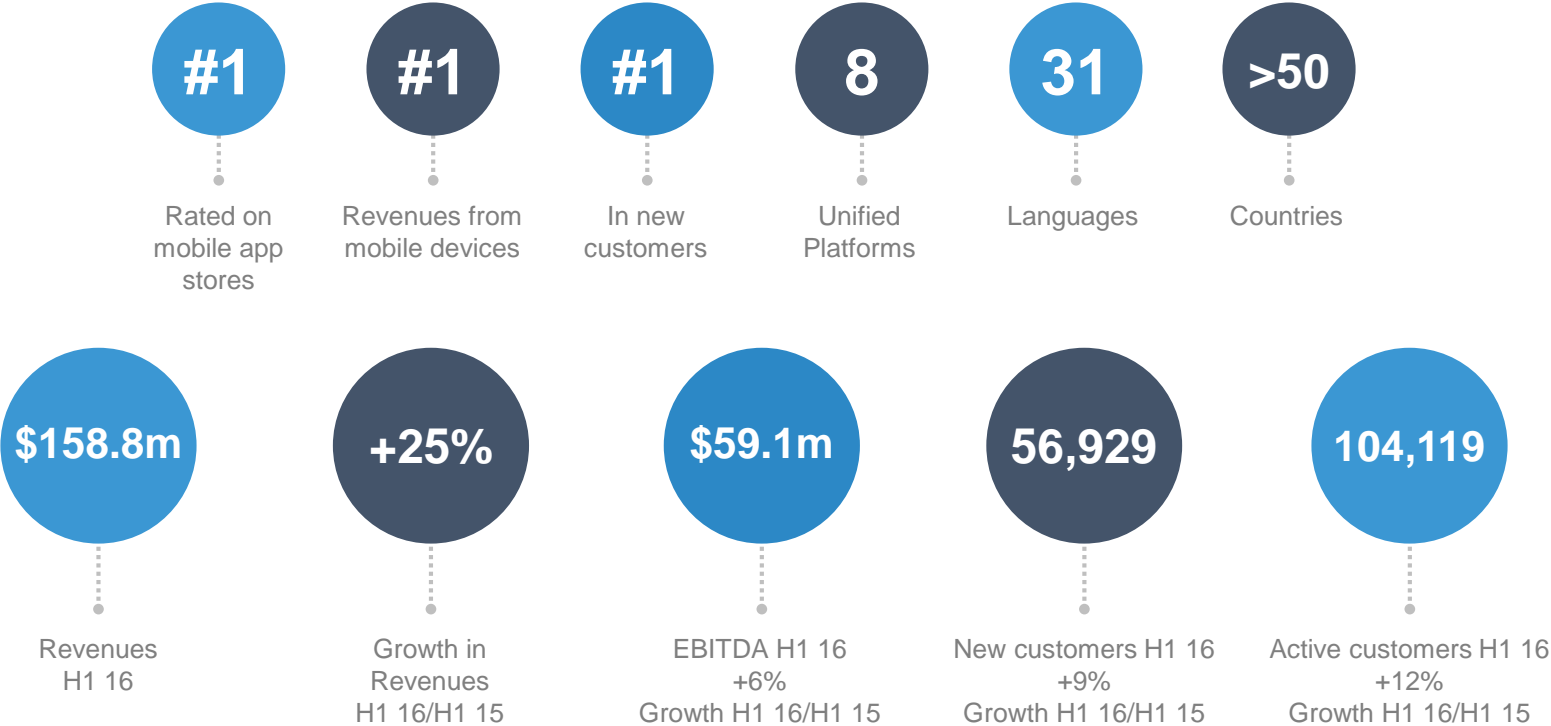 #1
Rated on
mobile app
stores
#1
Revenues from
mobile devices
#1
In new
customers
8
Unified
Platforms
31
Languages
>50
Countries
$158.8m
Revenues
H1 16
+25%
Growth in
Revenues
H1 16/H1 15
$59.1m
EBITDA H1 16
+6%
Growth H1 16/H1 15
56,929
New customers H1 16
+9%
Growth H1 16/H1 15
104,119
Active customers H1 16
+12%
Growth H1 16/H1 15